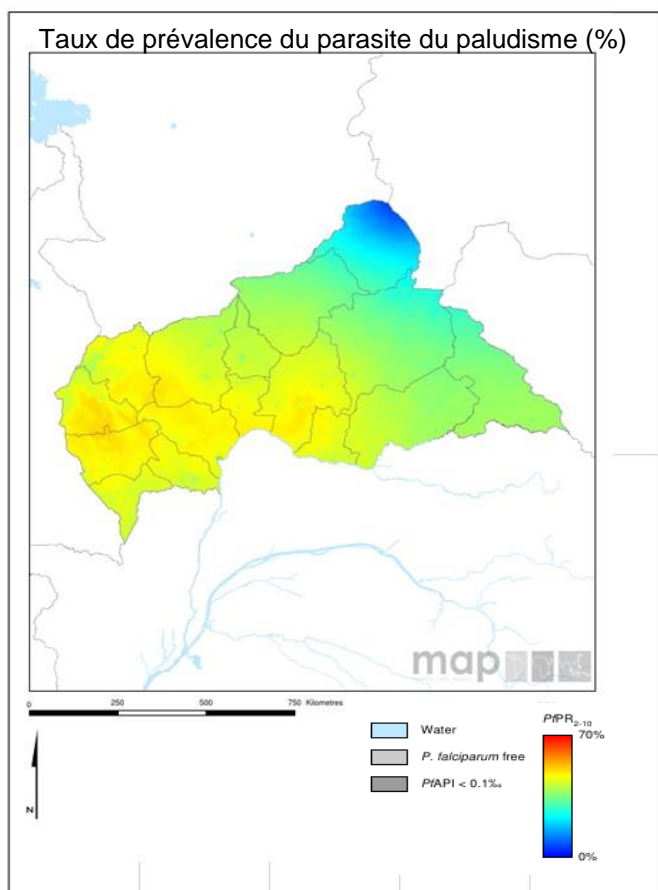 Taux de prévalence du parasite du paludisme (%)
map
0 250 500 750 Kilometres
N
Water
P. falciparum free
PfAPI < 0.1‰
PfPR2-10
70%
0%